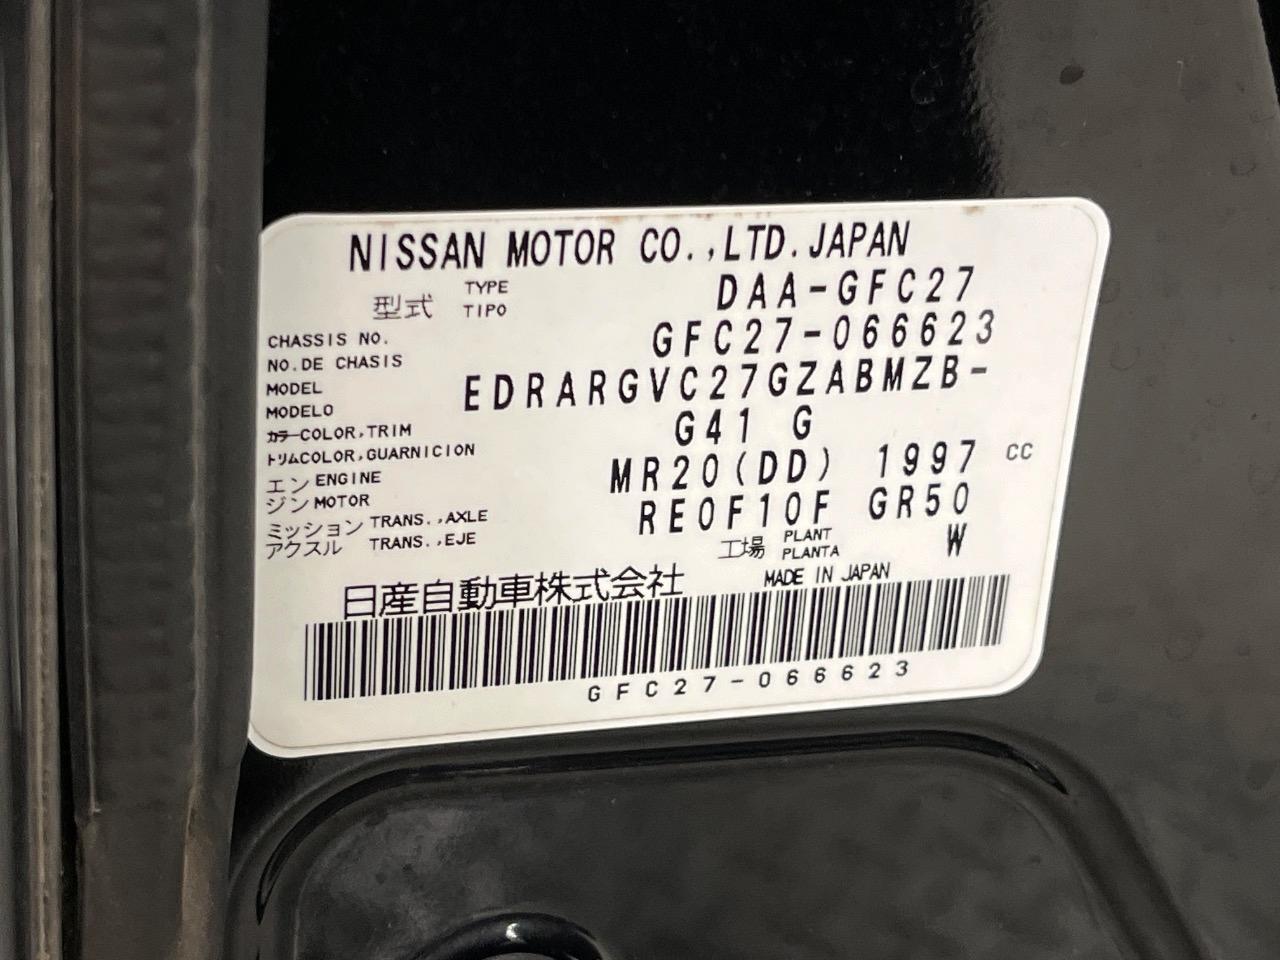 NISSAN MOTOR CO.,LTD.JAPAN
型式 TYPE TIPO DAA-GFC27
CHASSIS NO. NO.DE CHASIS GFC27-066623
MODEL MODELO EDRARGVC27GZABMZB-
カラー COLOR,TRIM G41 G
トリム COLOR,GUARNICION
エンジン ENGINE MOTOR MR20(DD) 1997 CC
ミッション TRANS.,AXLE RE0F10F GR50
アクスル TRANS.,EJE
工場 PLANT PLANTA W
日産自動車株式会社 MADE IN JAPAN
GFC27-066623